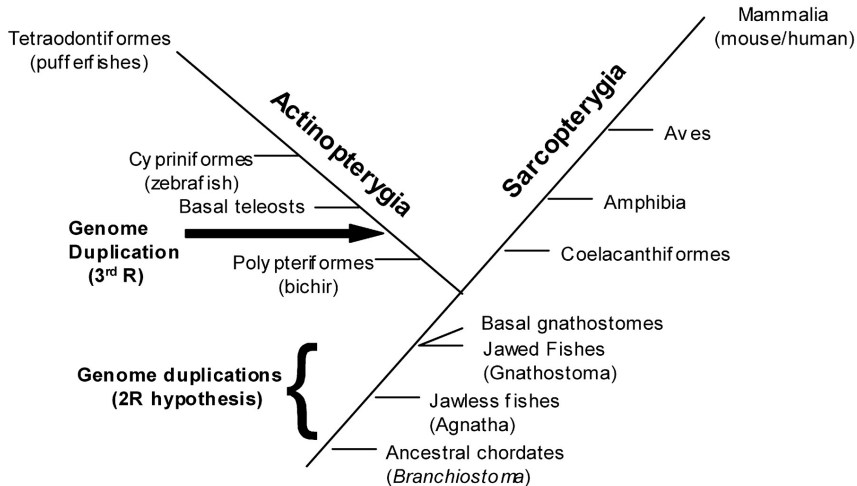 Mammalia
(mouse/human)
Tetraodontiformes
(pufferfishes)
Actinopterygia
Sarcopterygia
Aves
Cypriniformes
(zebrafish)
Basal teleosts
Amphibia
Genome
Duplication
(3rd R)
Polypteriformes
(bichir)
Coelacanthiformes
Basal gnathostomes
Jawed Fishes
(Gnathostoma)
Genome duplications
(2R hypothesis)
{
Jawless fishes
(Agnatha)
Ancestral chordates
(Branchiostoma)